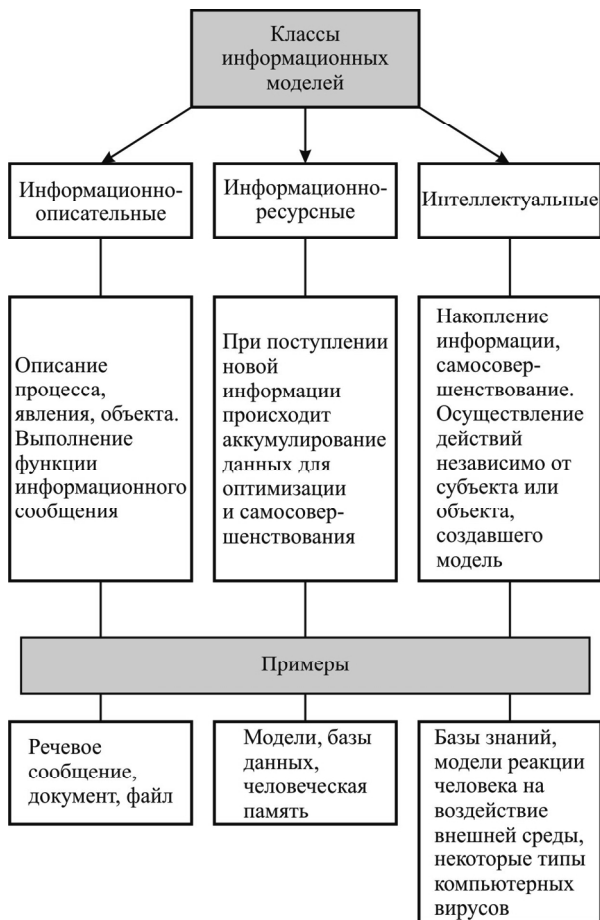 Классы
информационных
моделей
Информационно-
описательные
Информационно-
ресурсные
Интеллектуальные
Описание
процесса,
явления, объекта.
Выполнение
функции
информационного
сообщения
При поступлении
новой
информации
происходит
аккумулирование
данных для
оптимизации
и самосовер-
шенствования
Накопление
информации,
самосовер-
шенствование.
Осуществление
действий
независимо от
субъекта или
объекта,
создавшего
модель
Примеры
Речевое
сообщение,
документ, файл
Модели, базы
данных,
человеческая
память
Базы знаний,
модели реакции
человека на
воздействие
внешней среды,
некоторые типы
компьютерных
вирусов